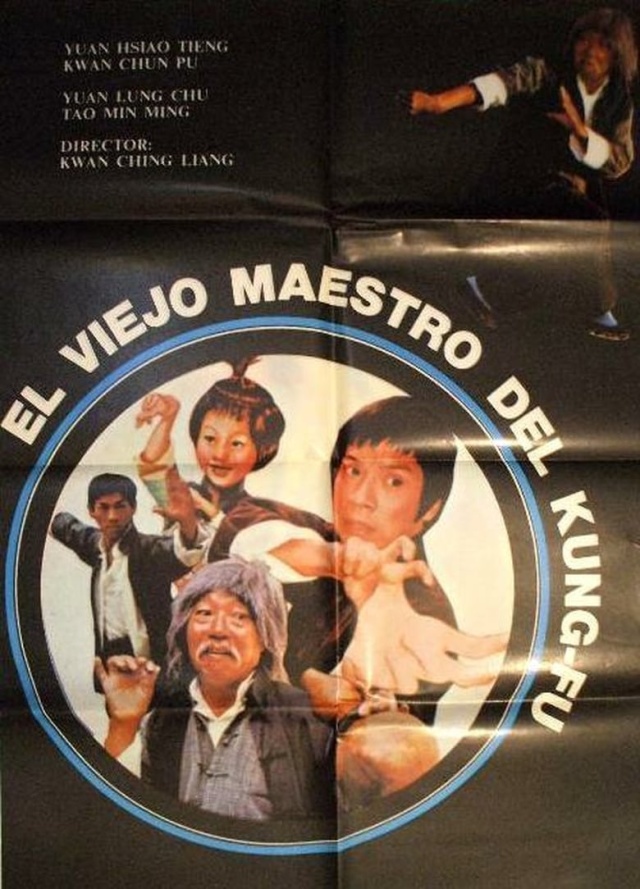 YUAN HSIAO TIENG
KWAN CHUN PU
YUAN LUNG CHU
TAO MIN MING
DIRECTOR:
KWAN CHING LIANG
EL VIEJO MAESTRO DEL KUNG-FU